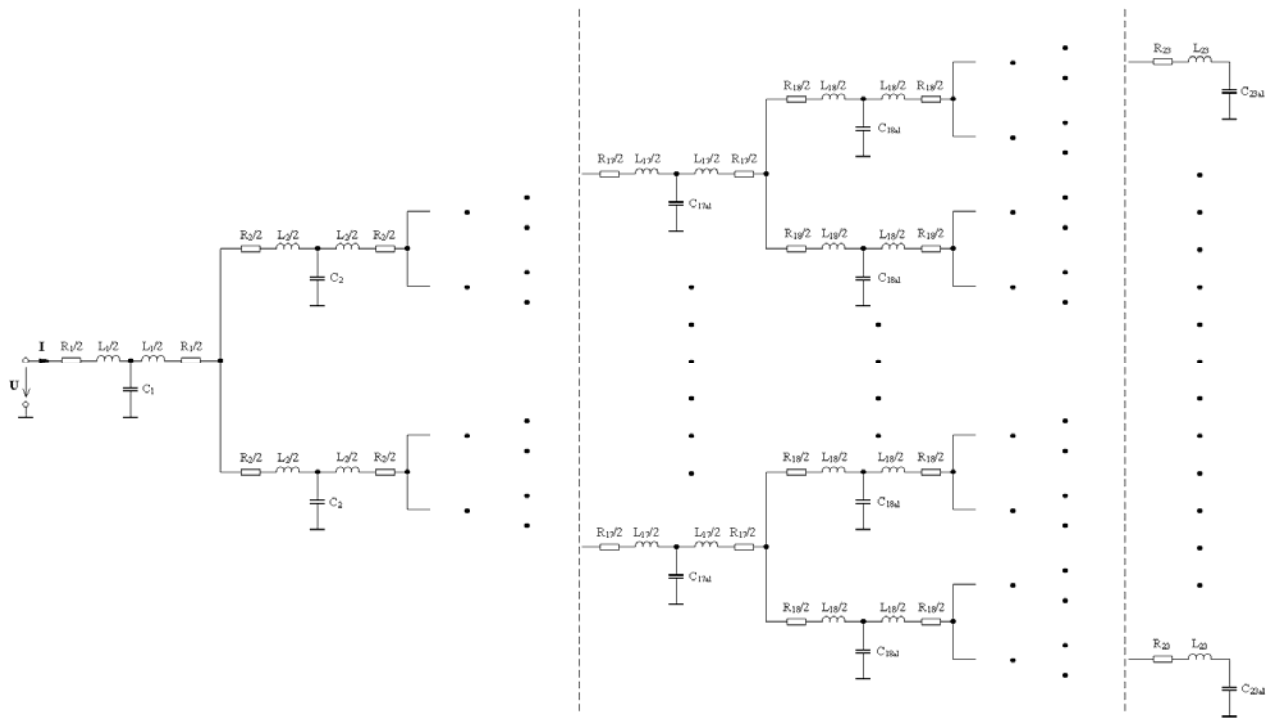 R23 L23
C23al
R18/2 L18/2 L18/2 R18/2
C18al
R17/2 L17/2 L17/2 R17/2
C17al
R2/2 L2/2 L2/2 R2/2
C2
R18/2 L18/2 L18/2 R18/2
C18al
I R1/2 L1/2 L1/2 R1/2
U
C1
R2/2 L2/2 L2/2 R2/2
C2
R18/2 L18/2 L18/2 R18/2
C18al
R17/2 L17/2 L17/2 R17/2
C17al
R18/2 L18/2 L18/2 R18/2
C18al
R23 L23
C23al